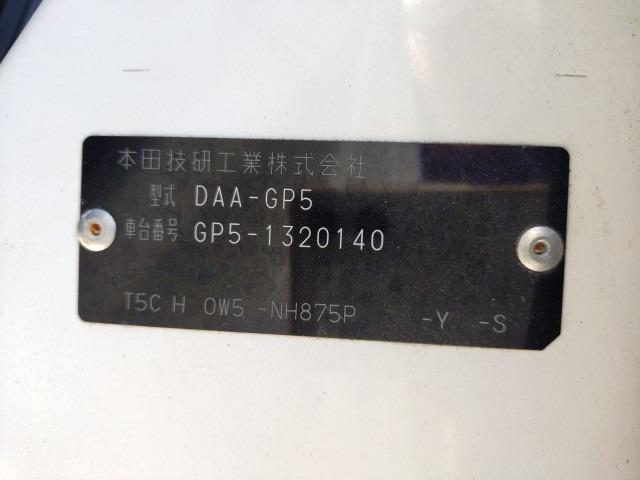 本田技研工業株式会社
型式 DAA-GP5
車台番号 GP5-1320140
T5C H 0W5 -NH875P -Y -S